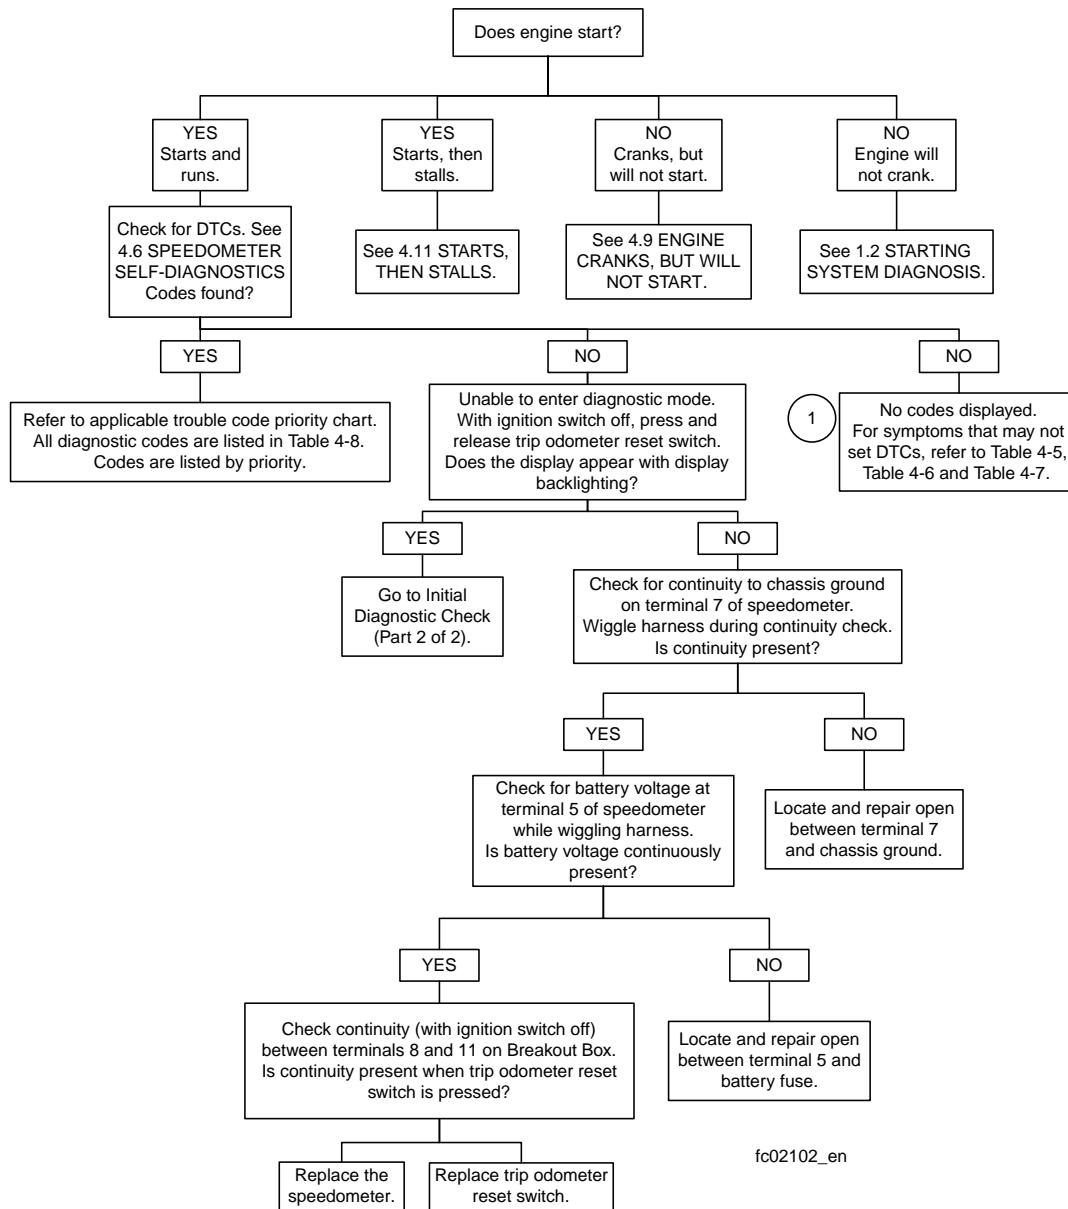 Does engine start?
YES
Starts and
runs.
YES
Starts, then
stalls.
NO
Cranks, but
will not start.
NO
Engine will
not crank.
Check for DTCs. See
4.6 SPEEDOMETER
SELF-DIAGNOSTICS
Codes found?
See 4.11 STARTS,
THEN STALLS.
See 4.9 ENGINE
CRANKS, BUT WILL
NOT START.
See 1.2 STARTING
SYSTEM DIAGNOSIS.
YES
NO
NO
Refer to applicable trouble code priority chart.
All diagnostic codes are listed in Table 4-8.
Codes are listed by priority.
Unable to enter diagnostic mode.
With ignition switch off, press and
release trip odometer reset switch.
Does the display appear with display
backlighting?
1
No codes displayed.
For symptoms that may not
set DTCs, refer to Table 4-5,
Table 4-6 and Table 4-7.
YES
NO
Go to Initial
Diagnostic Check
(Part 2 of 2).
Check for continuity to chassis ground
on terminal 7 of speedometer.
Wiggle harness during continuity check.
Is continuity present?
YES
NO
Check for battery voltage at
terminal 5 of speedometer
while wiggling harness.
Is battery voltage continuously
present?
Locate and repair open
between terminal 7
and chassis ground.
YES
NO
Check continuity (with ignition switch off)
between terminals 8 and 11 on Breakout Box.
Is continuity present when trip odometer reset
switch is pressed?
Locate and repair open
between terminal 5 and
battery fuse.
Replace the
speedometer.
Replace trip odometer
reset switch.
fc02102_en